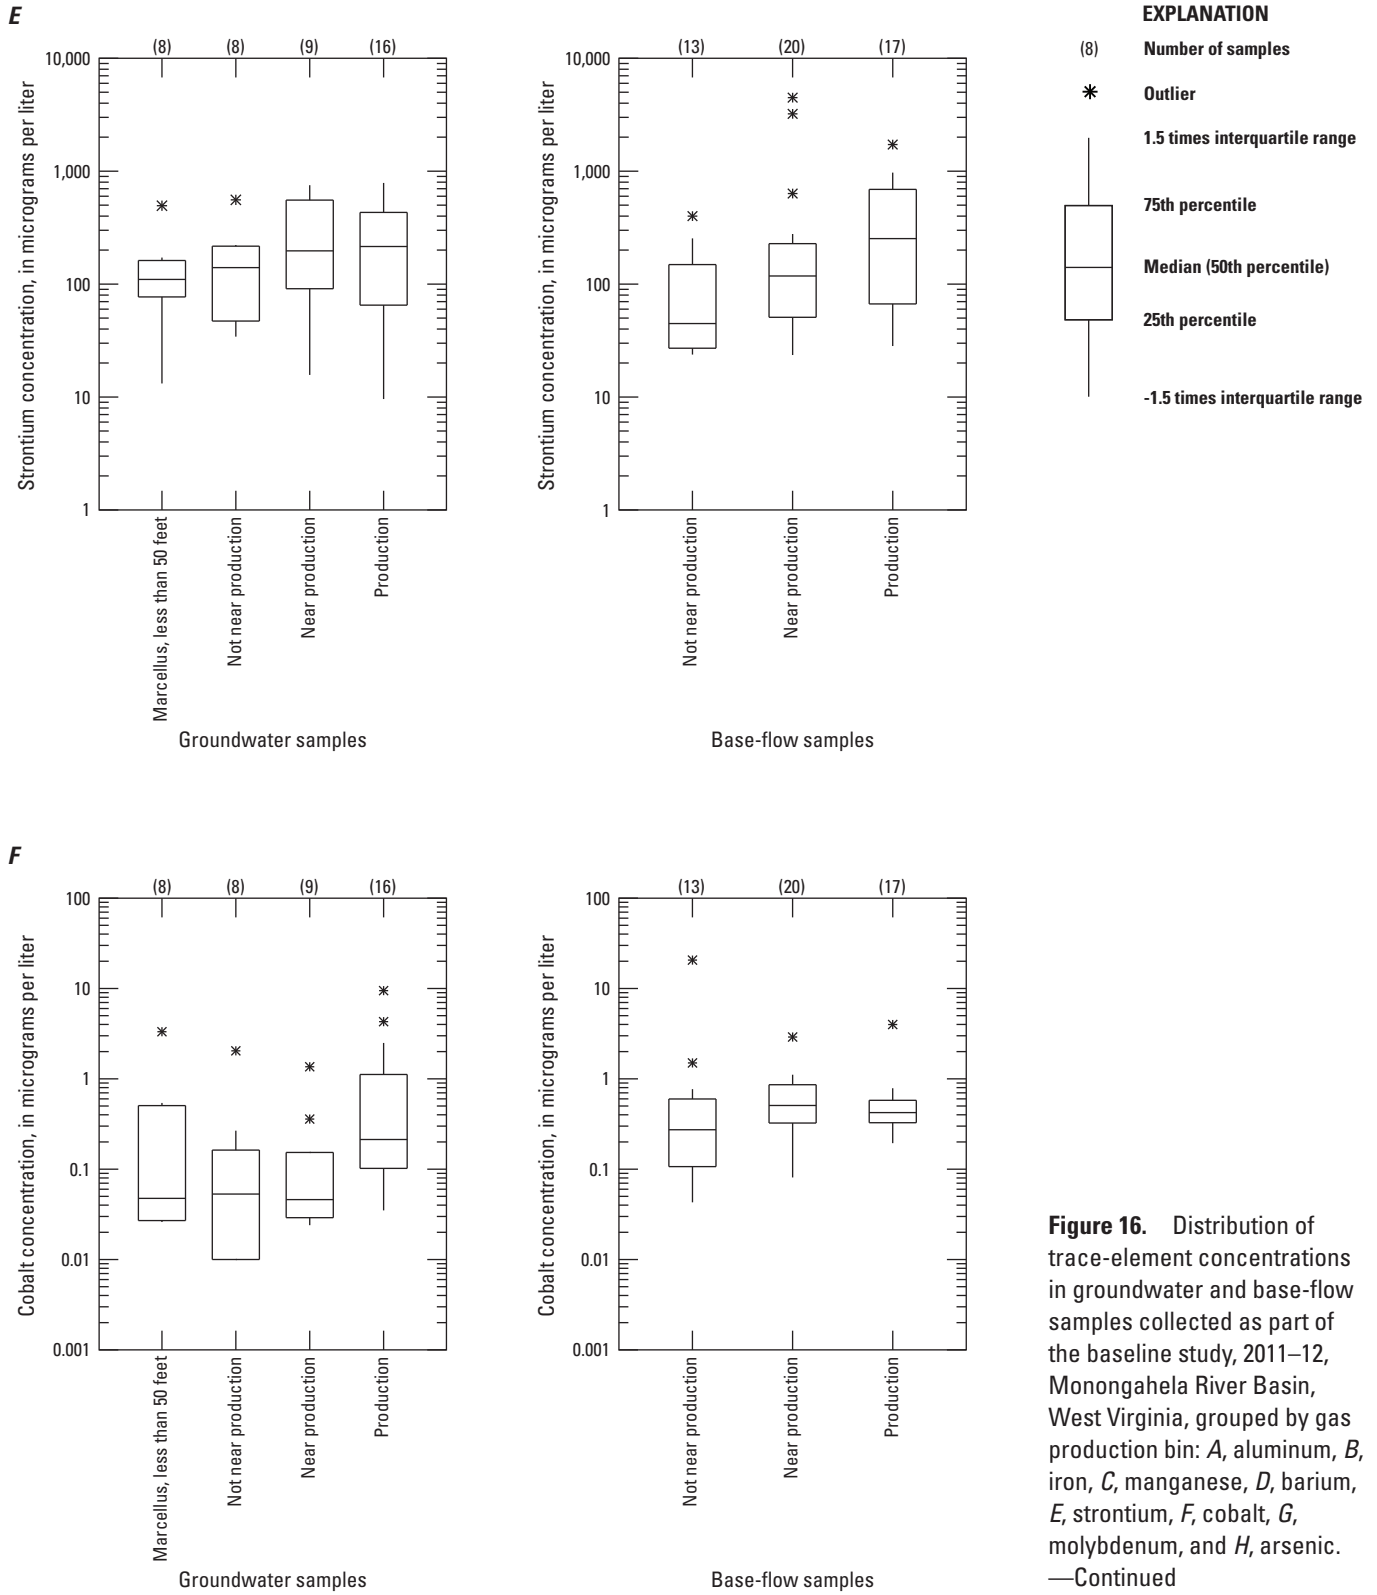 E
(8) (8) (9) (16)
10,000
1,000
100
10
1
Strontium concentration, in micrograms per liter
Marcellus, less than 50 feet
Not near production
Near production
Production
Groundwater samples
(13) (20) (17)
10,000
1,000
100
10
1
Strontium concentration, in micrograms per liter
Not near production
Near production
Production
Base-flow samples
EXPLANATION
(8) Number of samples
Outlier
1.5 times interquartile range
75th percentile
Median (50th percentile)
25th percentile
-1.5 times interquartile range
F
(8) (8) (9) (16)
100
10
1
0.1
0.01
0.001
Cobalt concentration, in micrograms per liter
Marcellus, less than 50 feet
Not near production
Near production
Production
Groundwater samples
(13) (20) (17)
100
10
1
0.1
0.01
0.001
Cobalt concentration, in micrograms per liter
Not near production
Near production
Production
Base-flow samples
Figure 16. Distribution of
trace-element concentrations
in groundwater and base-flow
samples collected as part of
the baseline study, 2011–12,
Monongahela River Basin,
West Virginia, grouped by gas
production bin: A, aluminum, B,
iron, C, manganese, D, barium,
E, strontium, F, cobalt, G,
molybdenum, and H, arsenic.
—Continued